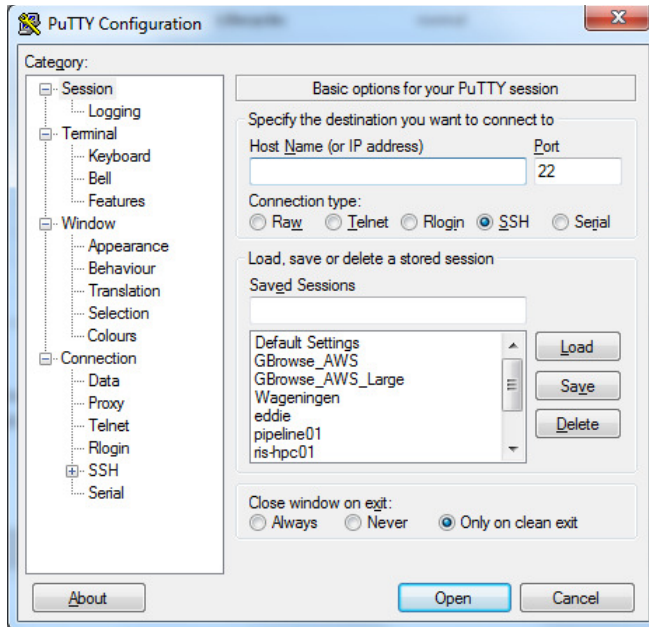 PuTTY Configuration
Category:
Session
Logging
Terminal
Keyboard
Bell
Features
Window
Appearance
Behaviour
Translation
Selection
Colours
Connection
Data
Proxy
Telnet
Rlogin
SSH
Serial
Basic options for your PuTTY session
Specify the destination you want to connect to
Host Name (or IP address) Port
22
Connection type:
Raw Telnet Rlogin SSH Serial
Load, save or delete a stored session
Saved Sessions
Default Settings
GBrowse_AWS
GBrowse_AWS_Large
Wageningen
eddie
pipeline01
ris-hpc01
Load
Save
Delete
Close window on exit:
Always Never Only on clean exit
About Open Cancel